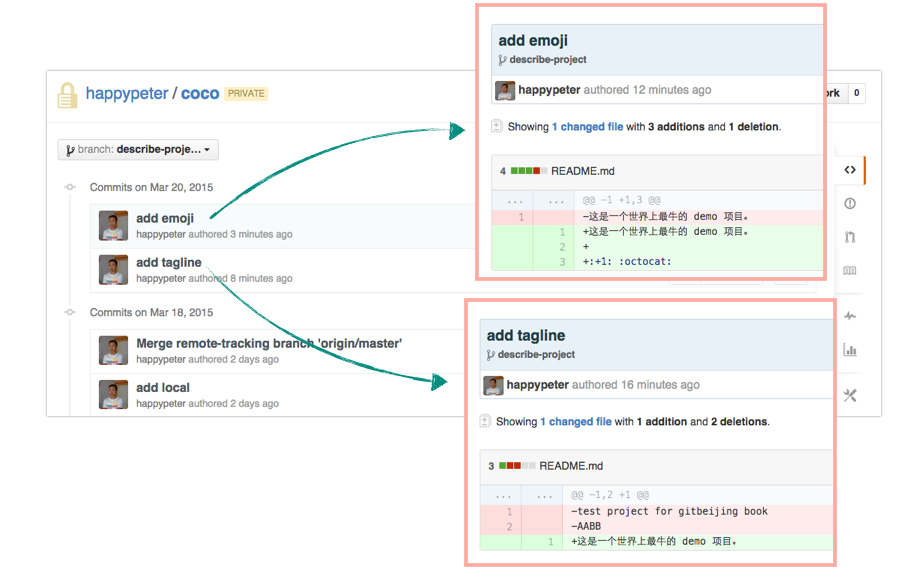 happypeter / coco PRIVATE
ork 0
branch: describe-proje...
Commits on Mar 20, 2015
add emoji
happypeter authored 3 minutes ago
add tagline
happypeter authored 8 minutes ago
Commits on Mar 18, 2015
Merge remote-tracking branch 'origin/master'
happypeter authored 2 days ago
add local
happypeter authored 2 days ago
add emoji
describe-project
happypeter authored 12 minutes ago
Showing 1 changed file with 3 additions and 1 deletion.
4 README.md
... ... @@ -1 +1,3 @@
1 -这是一个世界上最牛的 demo 项目。
1 +这是一个世界上最牛的 demo 项目。
2 +
3 +:+1: :octocat:
add tagline
describe-project
happypeter authored 16 minutes ago
Showing 1 changed file with 1 addition and 2 deletions.
3 README.md
... ... @@ -1,2 +1 @@
1 -test project for gitbeijing book
2 -AABB
1 +这是一个世界上最牛的 demo 项目。